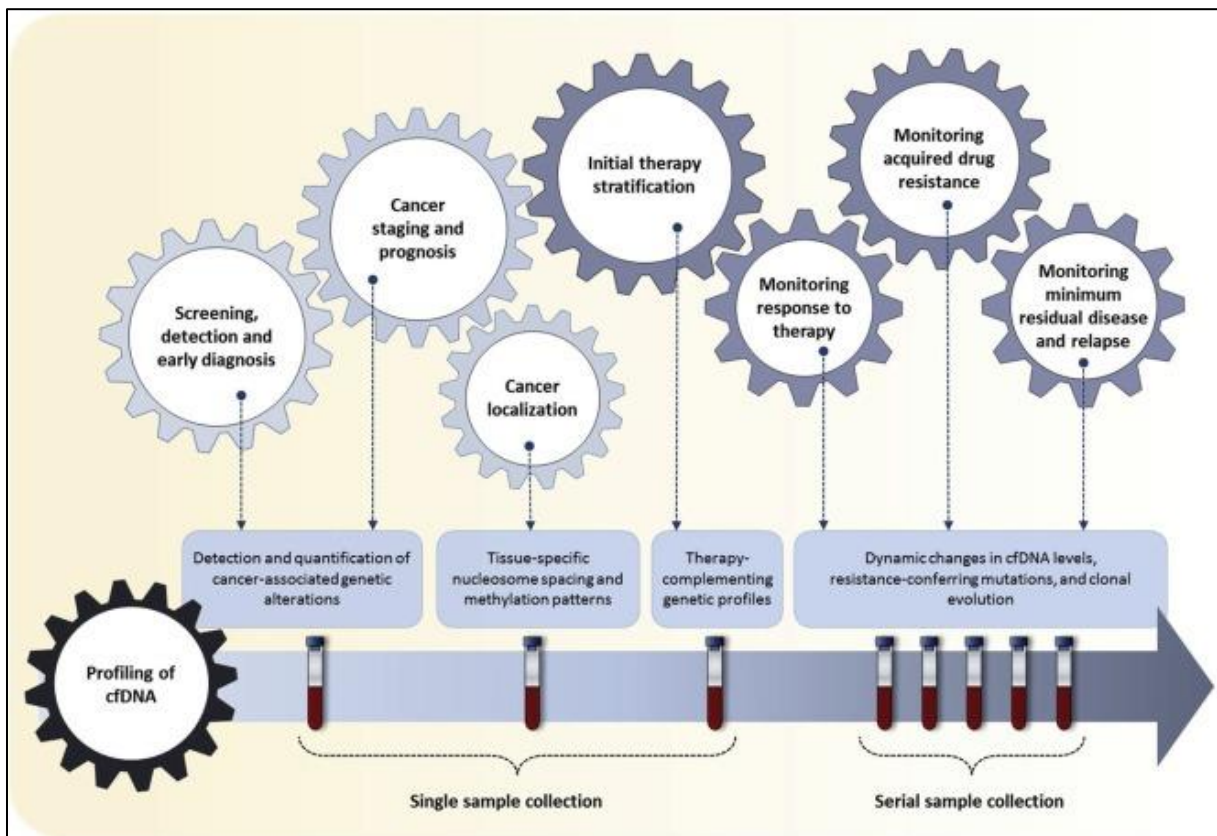 Screening,
detection and
early diagnosis
Cancer
staging and
prognosis
Cancer
localization
Initial therapy
stratification
Monitoring
response to
therapy
Monitoring
acquired drug
resistance
Monitoring
minimum
residual disease
and relapse
Detection and quantification of
cancer-associated genetic
alterations
Tissue-specific
nucleosome spacing and
methylation patterns
Therapy-
complementing
genetic profiles
Dynamic changes in cfDNA levels,
resistance-conferring mutations, and clonal
evolution
Profiling of
cfDNA
Single sample collection
Serial sample collection